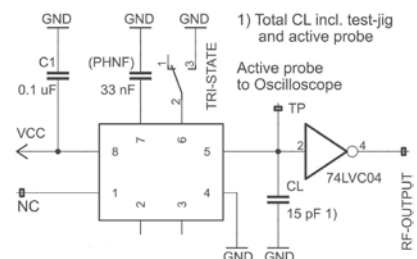 GND GND GND
1) Total CL incl. test-jig
and active probe
C1
0.1 uF
(PHNF)
33 nF
1
3
2
TRI-STATE
Active probe
to Oscilloscope
TP
VCC
8
7
6
5
2
4
74LVC04
NC
1
2
3
4
CL
15 pF 1)
RF-OUTPUT
GND GND